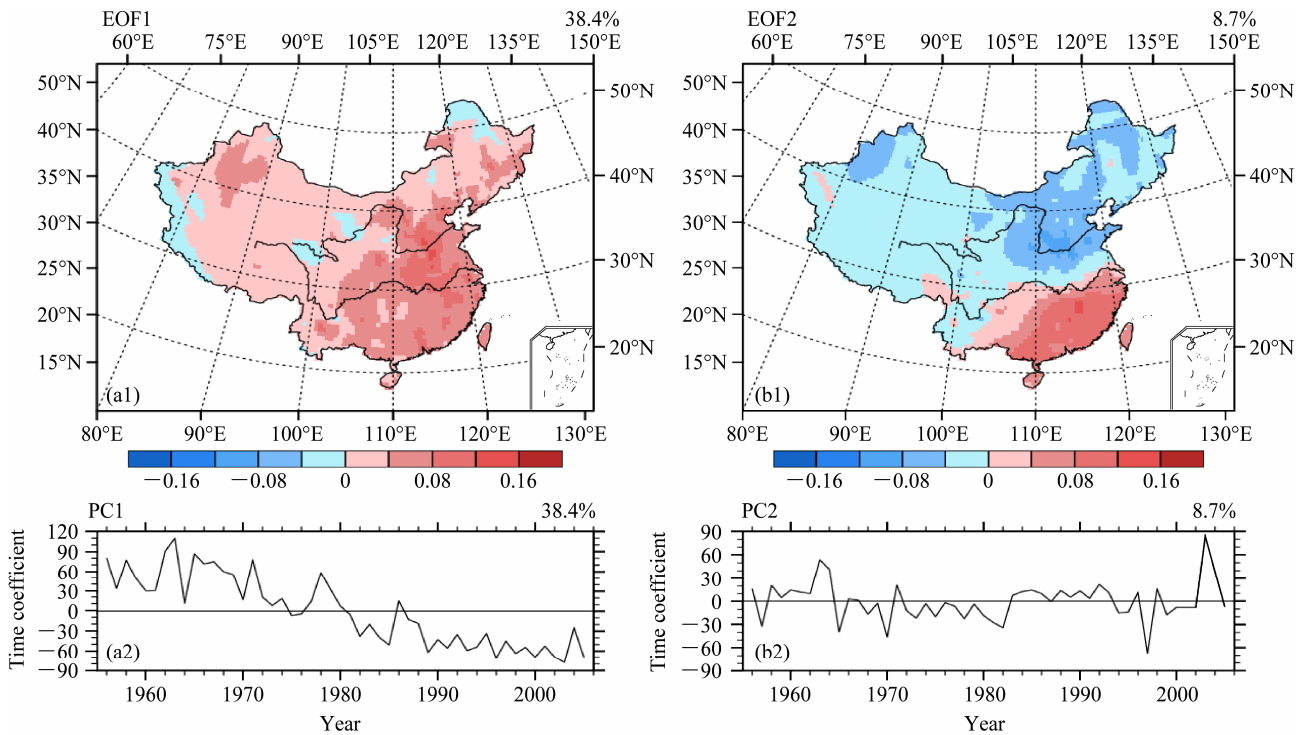 EOF1 38.4%
60°E 75°E 90°E 105°E 120°E 135°E 150°E
50°N 50°N
40°N
35°N 40°N
30°N
25°N 30°N
20°N
15°N 20°N
(a1)
80°E 90°E 100°E 110°E 120°E 130°E
−0.16 −0.08 0 0.08 0.16
PC1 38.4%
Time coefficient
120
90
60
30
0
−30
−60
−90
(a2)
1960 1970 1980 1990 2000
Year
EOF2 8.7%
60°E 75°E 90°E 105°E 120°E 135°E 150°E
50°N 50°N
40°N
35°N 40°N
30°N
25°N 30°N
20°N
15°N 20°N
(b1)
80°E 90°E 100°E 110°E 120°E 130°E
−0.16 −0.08 0 0.08 0.16
PC2 8.7%
Time coefficient
90
60
30
0
−30
−60
−90
(b2)
1960 1970 1980 1990 2000
Year